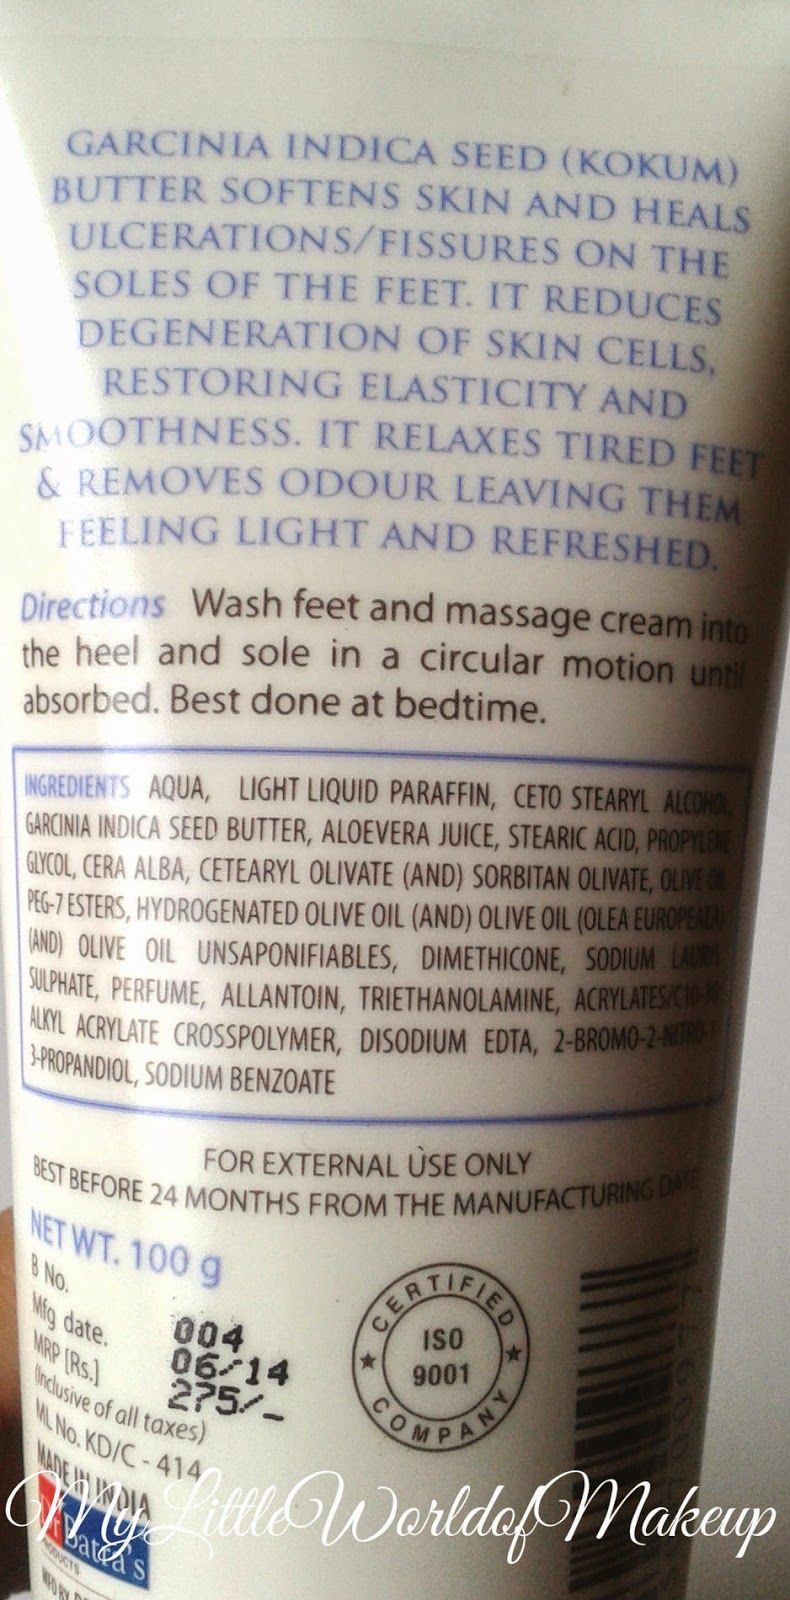 GARCINIA INDICA SEED (KOKUM)
BUTTER SOFTENS SKIN AND HEALS
ULCERATIONS/FISSURES ON THE
SOLES OF THE FEET. IT REDUCES
DEGENERATION OF SKIN CELLS,
RESTORING ELASTICITY AND
SMOOTHNESS. IT RELAXES TIRED FEET
& REMOVES ODOUR LEAVING THEM
FEELING LIGHT AND REFRESHED.
Directions Wash feet and massage cream into
the heel and sole in a circular motion until
absorbed. Best done at bedtime.
INGREDIENTS AQUA, LIGHT LIQUID PARAFFIN, CETO STEARYL ALCOHOL,
GARCINIA INDICA SEED BUTTER, ALOEVERA JUICE, STEARIC ACID, PROPYLENE
GLYCOL, CERA ALBA, CETEARYL OLIVATE (AND) SORBITAN OLIVATE, OLIVE OIL
PEG-7 ESTERS, HYDROGENATED OLIVE OIL (AND) OLIVE OIL (OLEA EUROPEAEA)
(AND) OLIVE OIL UNSAPONIFIABLES, DIMETHICONE, SODIUM LAURYL
SULPHATE, PERFUME, ALLANTOIN, TRIETHANOLAMINE, ACRYLATES/C10-30
ALKYL ACRYLATE CROSSPOLYMER, DISODIUM EDTA, 2-BROMO-2-NITRO-1
3-PROPANDIOL, SODIUM BENZOATE
FOR EXTERNAL USE ONLY
BEST BEFORE 24 MONTHS FROM THE MANUFACTURING DATE
NET WT. 100 g
B No. 004
Mfg date. 06/14
MRP [Rs.] 275/-
(Inclusive of all taxes)
ML No. KD/C - 414
MADE IN INDIA
CERTIFIED
ISO
9001
COMPANY
MyLittleWorldofMakeup
Batra's
PRODUCTS